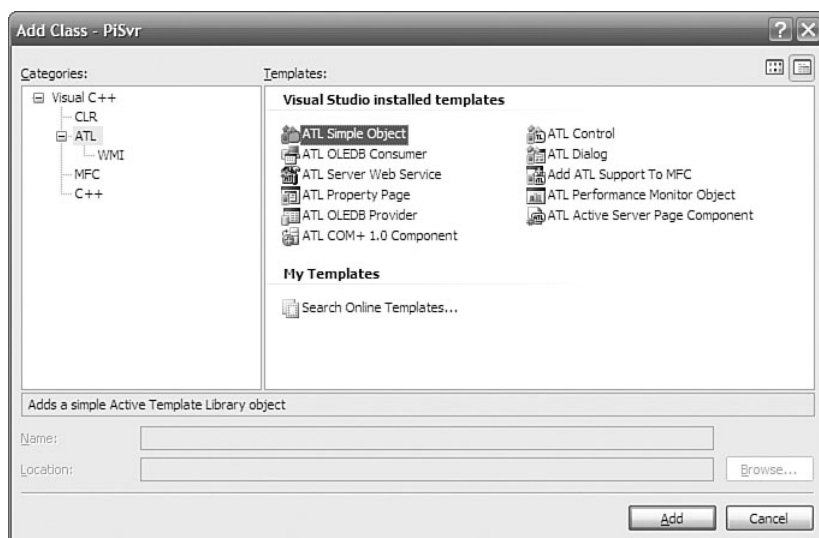 Add Class - PiSvr
Categories:
Templates:
Visual C++
CLR
ATL
WMI
MFC
C++
Visual Studio installed templates
ATL Simple Object
ATL OLEDB Consumer
ATL Server Web Service
ATL Property Page
ATL OLEDB Provider
ATL COM+ 1.0 Component
ATL Control
ATL Dialog
Add ATL Support To MFC
ATL Performance Monitor Object
ATL Active Server Page Component
My Templates
Search Online Templates...
Adds a simple Active Template Library object
Name:
Location:
Browse...
Add
Cancel